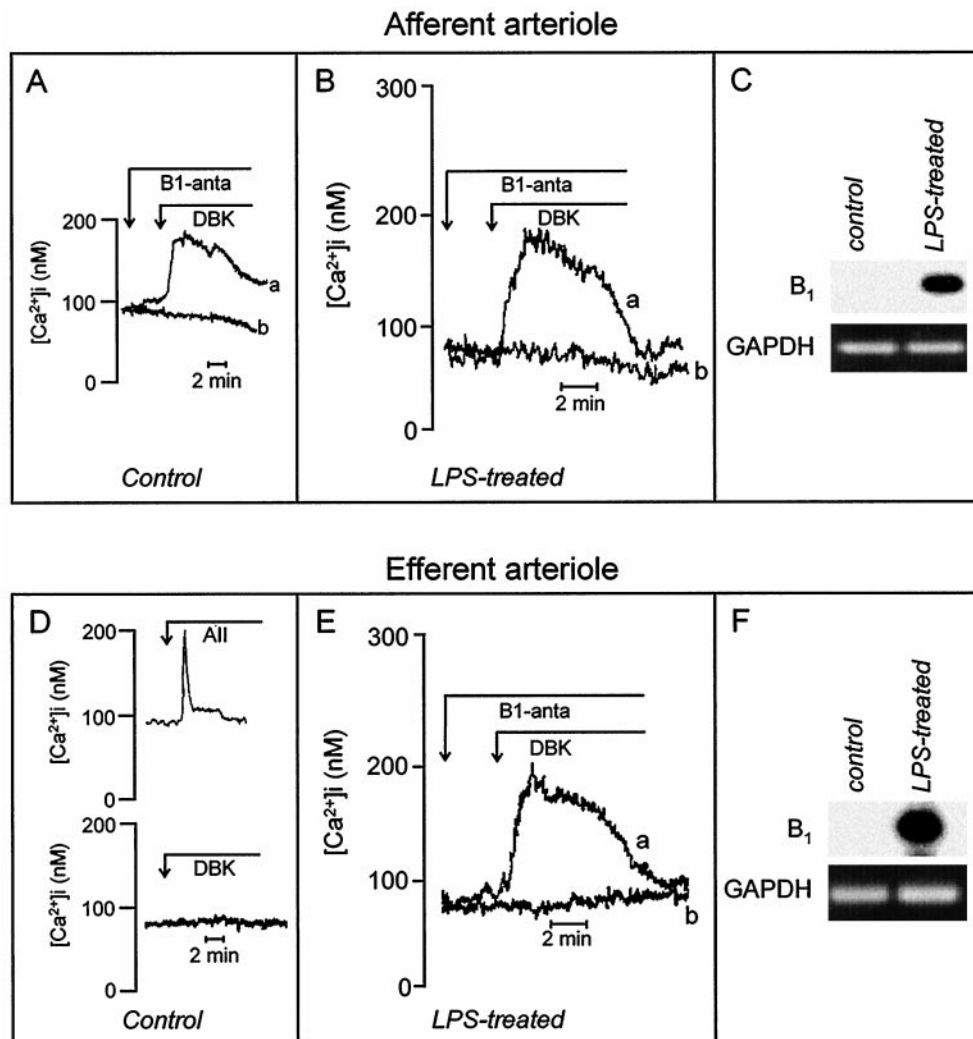 Afferent arteriole
A
B1-anta
DBK
[Ca²⁺]i (nM)
200
100
0
a
b
2 min
Control
B
300
200
100
0
[Ca²⁺]i (nM)
B1-anta
DBK
a
b
2 min
LPS-treated
C
control
LPS-treated
B₁
GAPDH
Efferent arteriole
D
AII
[Ca²⁺]i (nM)
200
100
0
DBK
[Ca²⁺]i (nM)
200
100
0
2 min
Control
E
300
200
100
0
[Ca²⁺]i (nM)
B1-anta
DBK
a
b
2 min
LPS-treated
F
control
LPS-treated
B₁
GAPDH